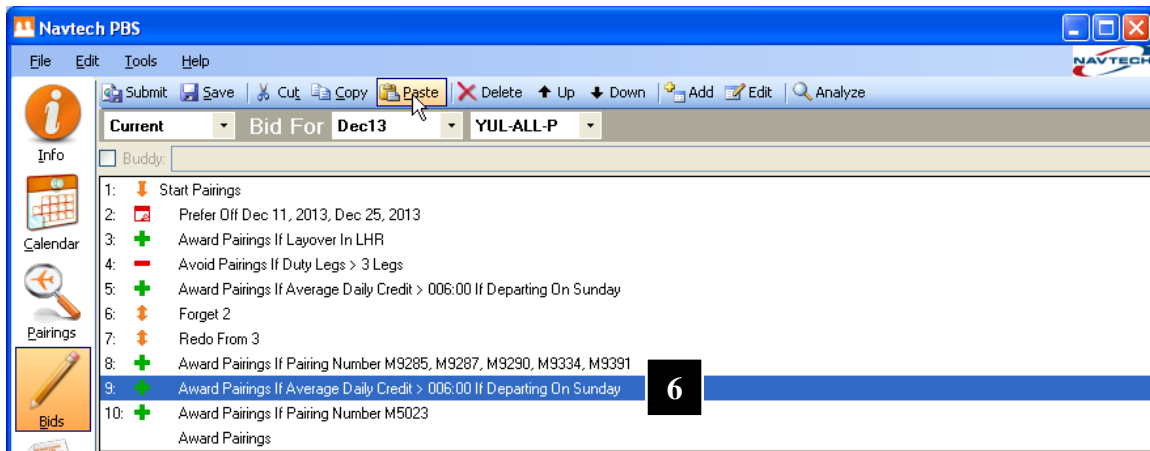 Navtech PBS
File Edit Tools Help
NAVTECH
Submit Save Cut Copy Paste Delete Up Down Add Edit Analyze
Current Bid For Dec13 YUL-ALL-P
Info
Buddy:
1: Start Pairings
2: Prefer Off Dec 11, 2013, Dec 25, 2013
Calendar
3: Award Pairings If Layover In LHR
4: Avoid Pairings If Duty Legs > 3 Legs
5: Award Pairings If Average Daily Credit > 006:00 If Departing On Sunday
6: Forget 2
Pairings
7: Redo From 3
8: Award Pairings If Pairing Number M9285, M9287, M9290, M9334, M9391
9: Award Pairings If Average Daily Credit > 006:00 If Departing On Sunday
6
10: Award Pairings If Pairing Number M5023
Bids
Award Pairings